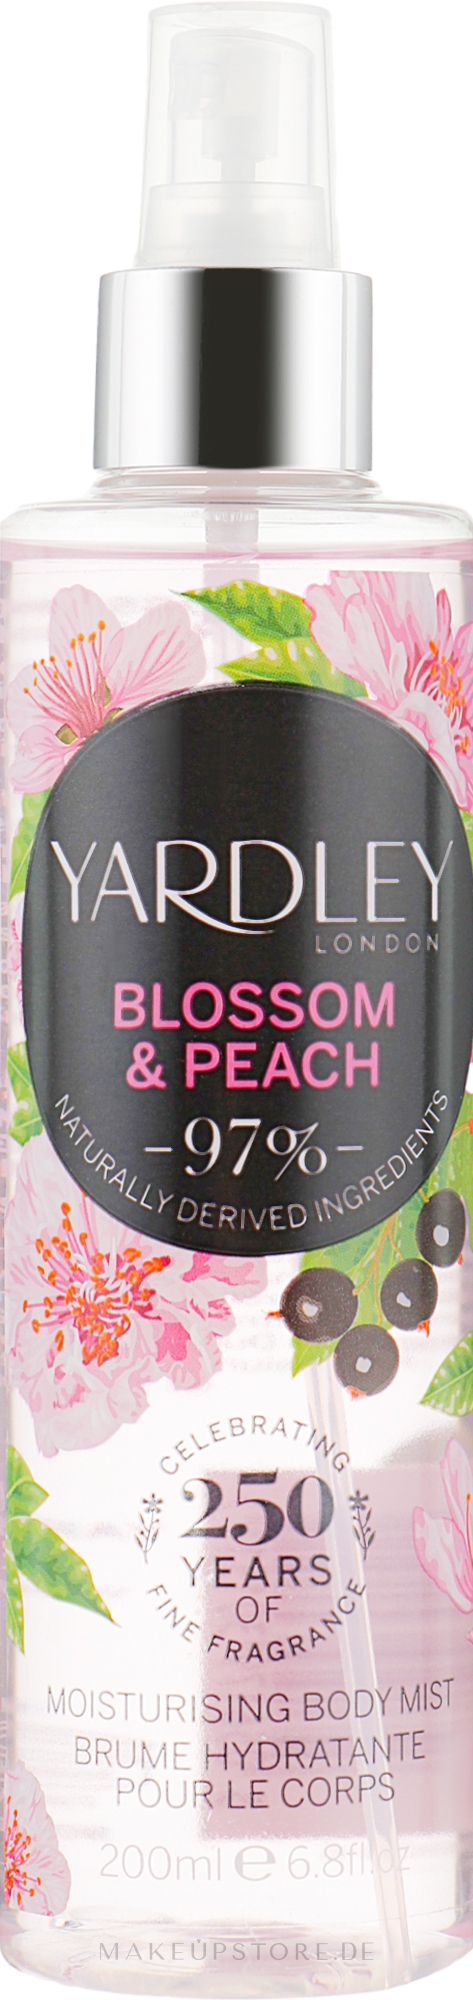 YARDLEY
LONDON
BLOSSOM
& PEACH
-97%-
NATURALLY DERIVED INGREDIENTS
CELEBRATING
250
YEARS
OF
FINE FRAGRANCE
MOISTURISING BODY MIST
BRUME HYDRATANTE
POUR LE CORPS
200ml e 6.8fl.oz
MAKEUPSTORE.DE